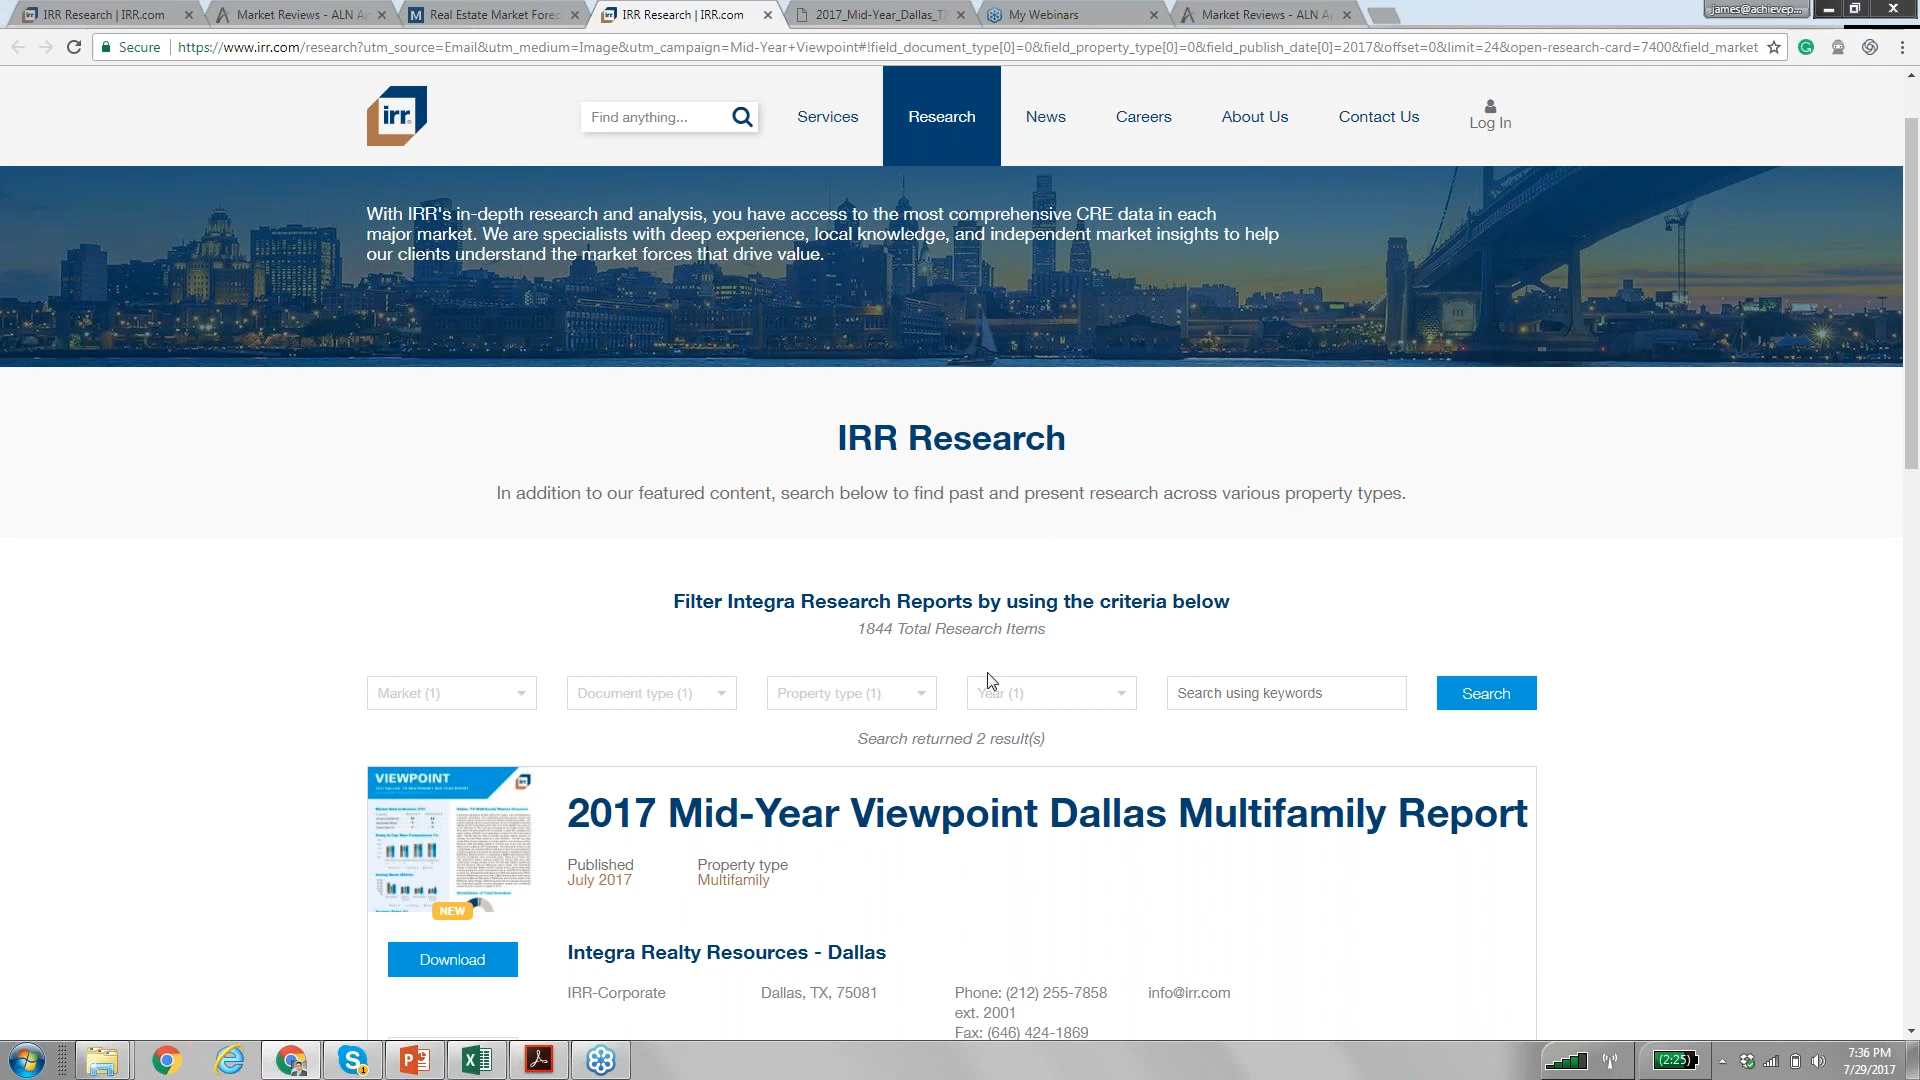 IRR Research | IRR.com
Market Reviews - ALN Ap
Real Estate Market Forec
IRR Research | IRR.com
2017_Mid-Year_Dallas_T
My Webinars
Market Reviews - ALN Ap
james@achievep...
Secure
https://www.irr.com/research?utm_source=Email&utm_medium=Image&utm_campaign=Mid-Year+Viewpoint#!field_document_type[0]=0&field_property_type[0]=0&field_publish_date[0]=2017&offset=0&limit=24&open-research-card=7400&field_market
irr.
Find anything...
Services
Research
News
Careers
About Us
Contact Us
Log In
With IRR's in-depth research and analysis, you have access to the most comprehensive CRE data in each
major market. We are specialists with deep experience, local knowledge, and independent market insights to help
our clients understand the market forces that drive value.
IRR Research
In addition to our featured content, search below to find past and present research across various property types.
Filter Integra Research Reports by using the criteria below
1844 Total Research Items
Market (1)
Document type (1)
Property type (1)
Year (1)
Search using keywords
Search
Search returned 2 result(s)
VIEWPOINT
irr
NEW
2017 Mid-Year Viewpoint Dallas Multifamily Report
Published
July 2017
Property type
Multifamily
Download
Integra Realty Resources - Dallas
IRR-Corporate
Dallas, TX, 75081
Phone: (212) 255-7858
ext. 2001
Fax: (646) 424-1869
info@irr.com
(2:25)
7:36 PM
7/29/2017